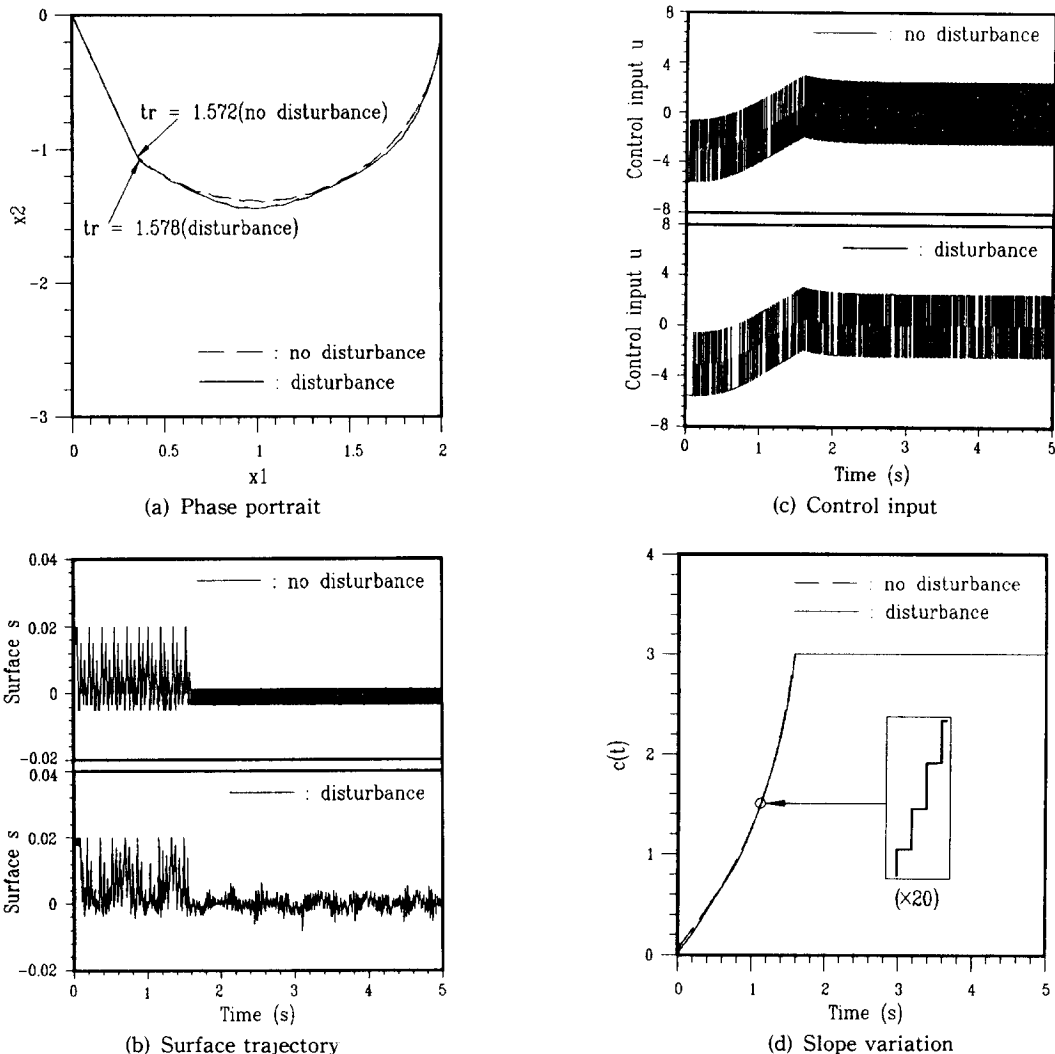 0
-1
-2
-3
x2
tr = 1.572(no disturbance)
tr = 1.578(disturbance)
: no disturbance
: disturbance
0
0.5
1
1.5
2
x1
(a) Phase portrait
8
4
0
-4
-8
Control input u
: no disturbance
8
4
0
-4
-8
Control input u
: disturbance
0
1
2
3
4
5
Time (s)
(c) Control input
0.04
0.02
0
-0.02
Surface s
: no disturbance
0.04
0.02
0
-0.02
Surface s
: disturbance
0
1
2
3
4
5
Time (s)
(b) Surface trajectory
4
3
2
1
0
c(t)
: no disturbance
: disturbance
(×20)
0
1
2
3
4
5
Time (s)
(d) Slope variation